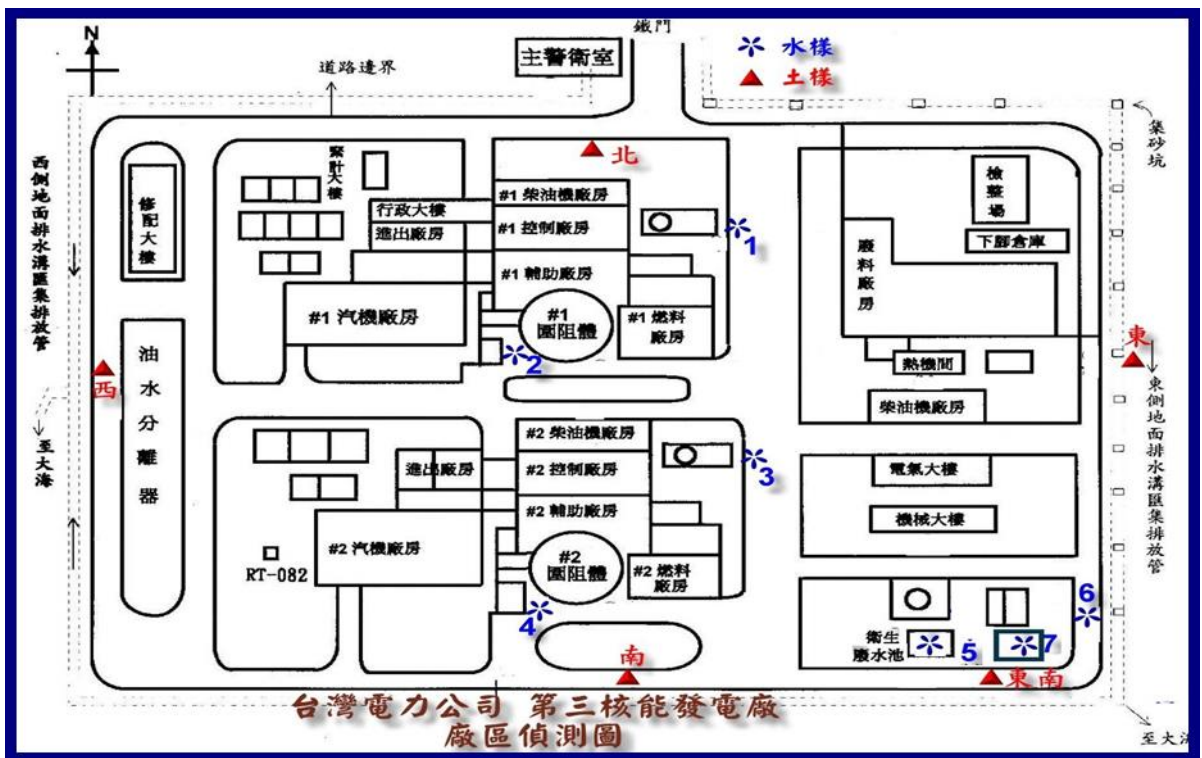 N
鐵門
主警衛室
水樣
土樣
道路邊界
集砂坑
西側地面排水溝匯集排放管
修配大樓
北
行政大樓
進出廠房
#1 柴油機廠房
#1 控制廠房
#1 輔助廠房
1
檢整場
下腳倉庫
廢料廠房
#1 汽機廠房
#1
圍阻體
#1 燃料
廠房
2
東
熱機間
西
油水分離器
柴油機廠房
東側地面排水溝匯集排放管
至大海
#2 柴油機廠房
進出廠房
#2 控制廠房
3
電氣大樓
#2 輔助廠房
機械大樓
#2 汽機廠房
RT-082
#2
圍阻體
#2 燃料
廠房
4
6
衛生
廢水池
5
7
南
東南
台灣電力公司 第三核能發電廠
廠區偵測圖
至大